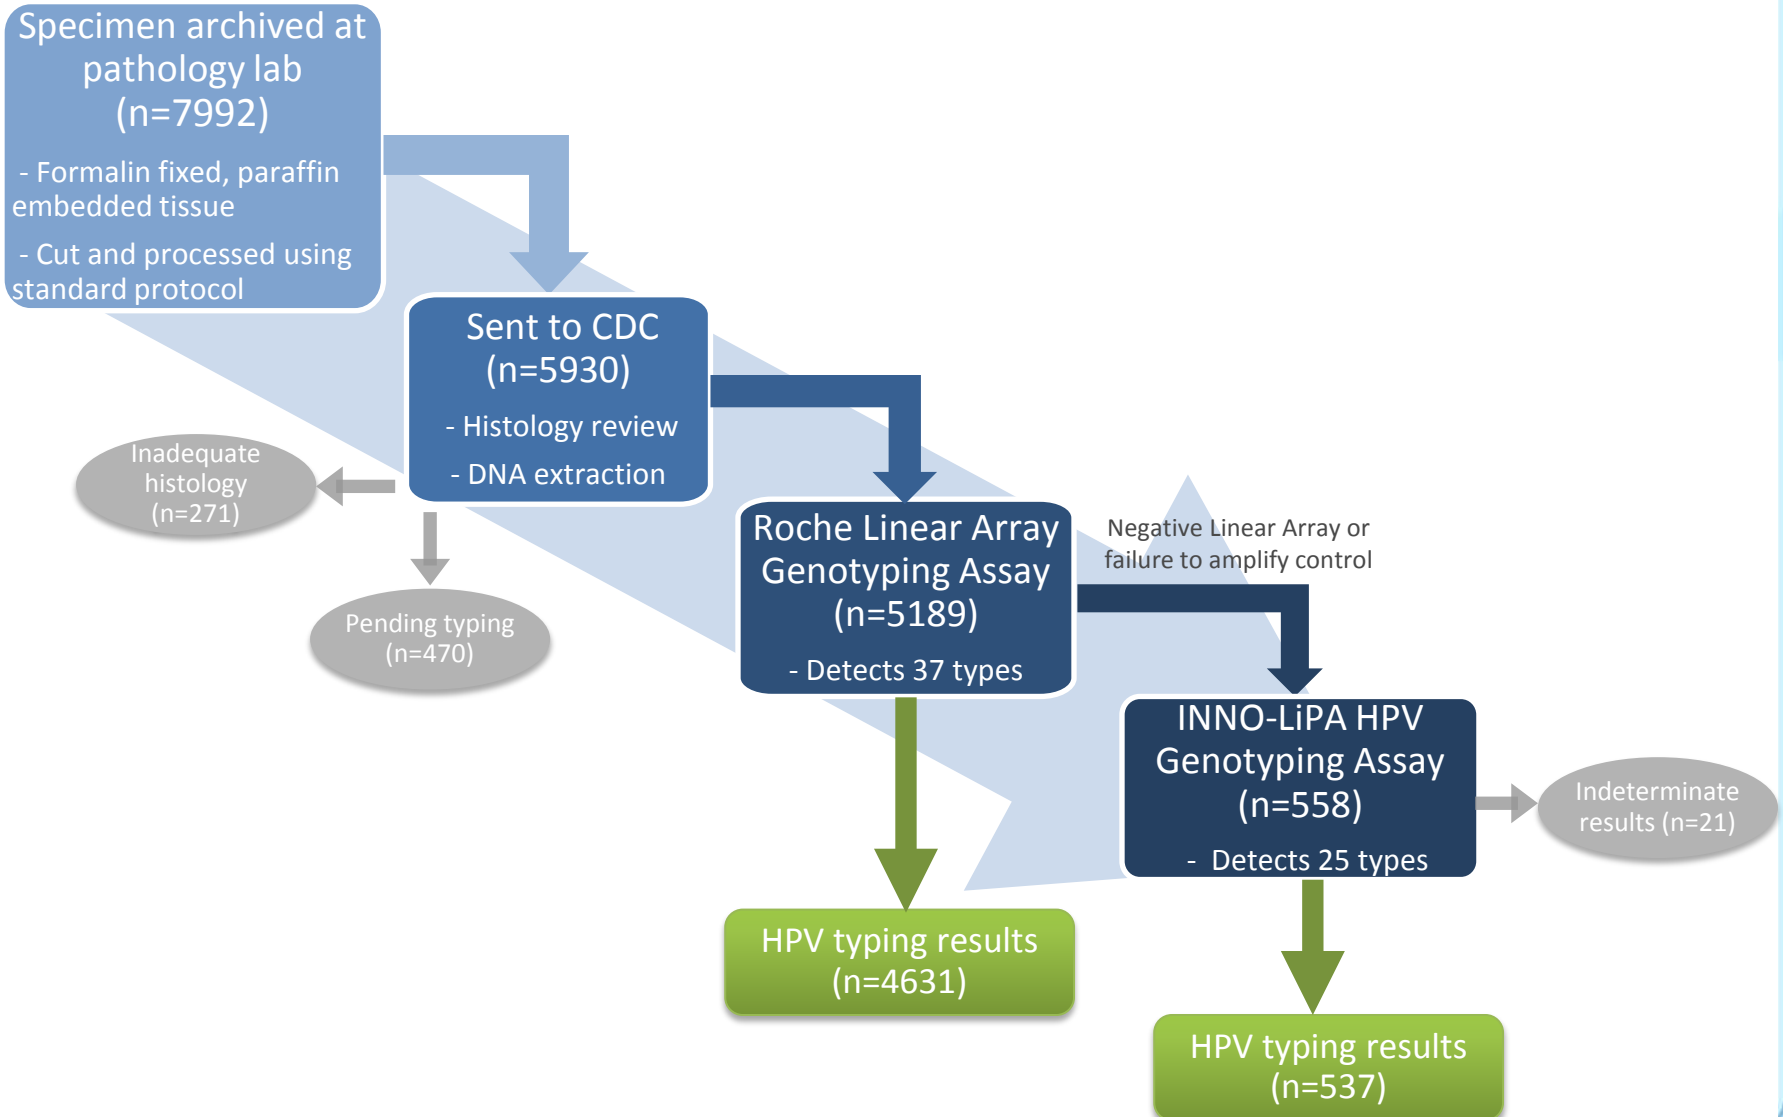 Specimen archived at
pathology lab
(n=7992)
- Formalin fixed, paraffin
embedded tissue
- Cut and processed using
standard protocol
Sent to CDC
(n=5930)
- Histology review
- DNA extraction
Inadequate
histology
(n=271)
Pending typing
(n=470)
Roche Linear Array
Genotyping Assay
(n=5189)
- Detects 37 types
Negative Linear Array or
failure to amplify control
INNO-LiPA HPV
Genotyping Assay
(n=558)
- Detects 25 types
Indeterminate
results (n=21)
HPV typing results
(n=4631)
HPV typing results
(n=537)